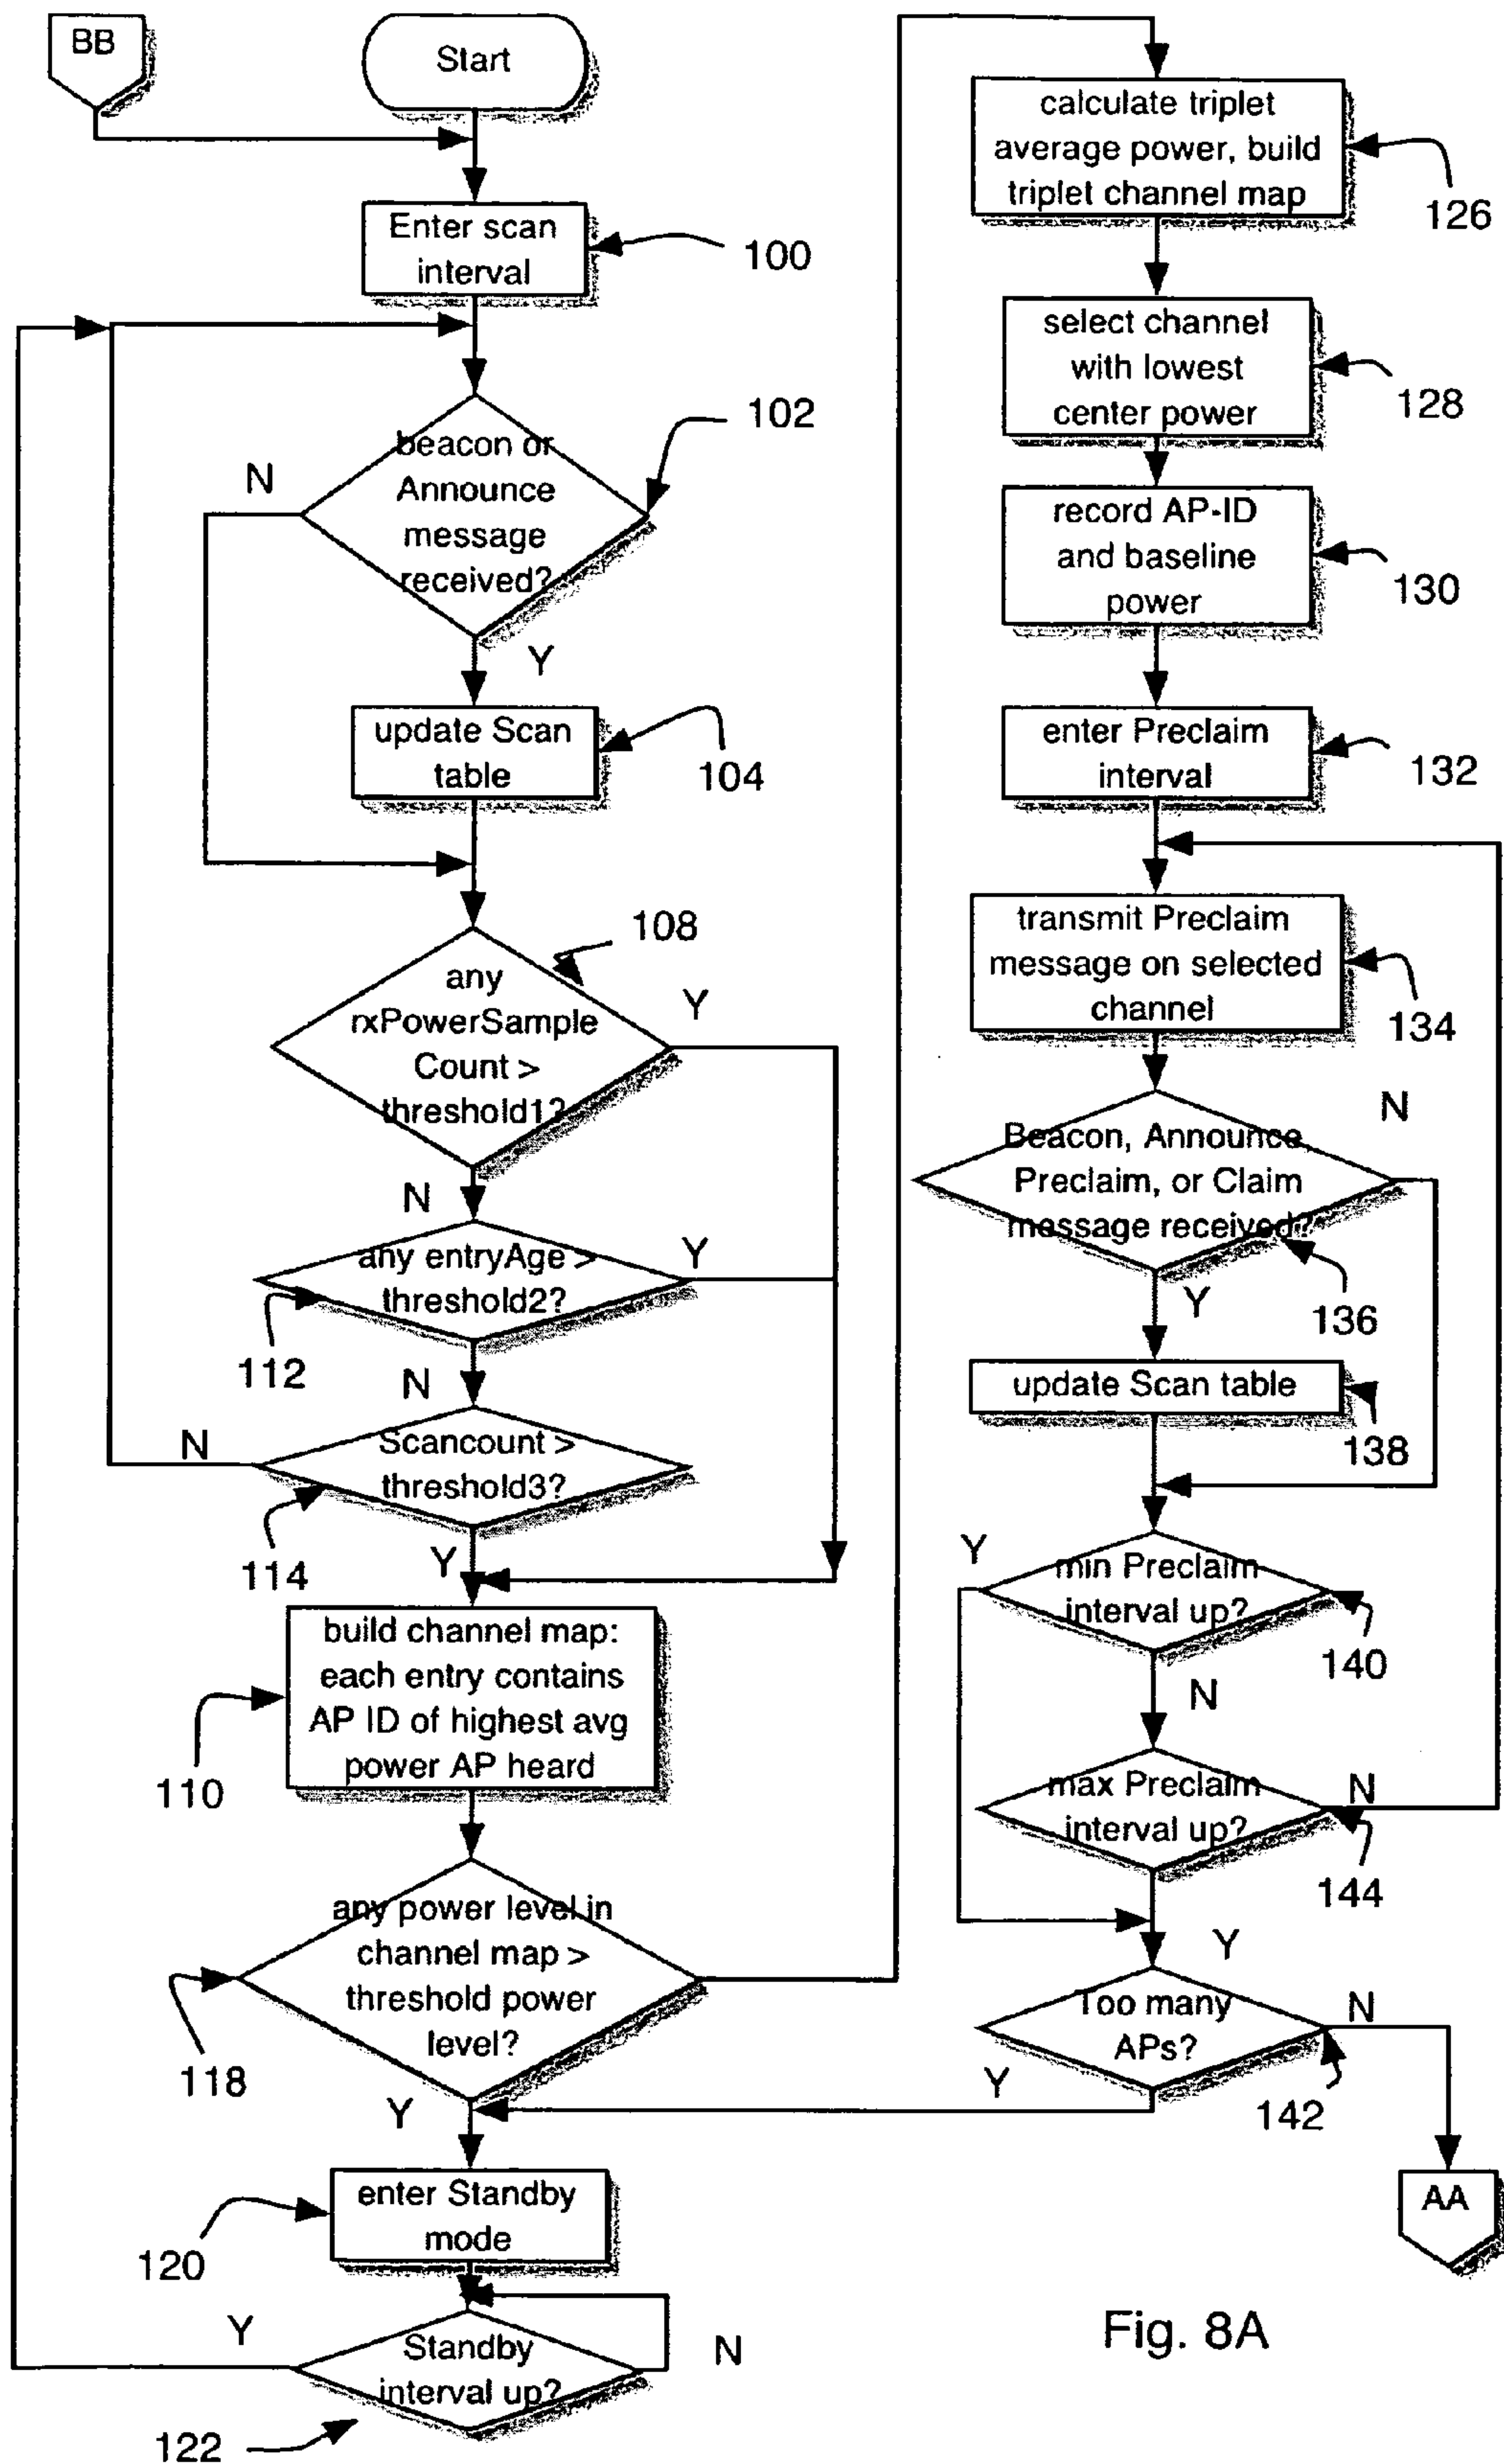 BB
Start
Enter scan
interval
100
beacon or
Announce
message
received?
102
N
Y
update Scan
table
104
108
any
rxPowerSample
Count >
threshold1?
Y
N
any entryAge >
threshold2?
Y
112
N
Scancount >
threshold3?
N
114
Y
build channel map:
each entry contains
AP ID of highest avg
power AP heard
110
any power level in
channel map >
threshold power
level?
118
Y
enter Standby
mode
120
Standby
interval up?
Y
N
122
calculate triplet
average power, build
triplet channel map
126
select channel
with lowest
center power
128
record AP-ID
and baseline
power
130
enter Preclaim
interval
132
transmit Preclaim
message on selected
channel
134
Beacon, Announce,
Preclaim, or Claim
message received?
N
Y
136
update Scan table
138
min Preclaim
interval up?
Y
140
N
max Preclaim
interval up?
N
144
Y
Too many
APs?
N
Y
142
AA
Fig. 8A